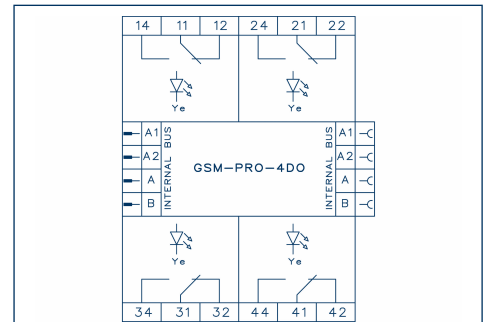 14 11 12 24 21 22
Ye Ye
A1 INTERNAL BUS GSM-PRO-4DO INTERNAL BUS A1
A2 A2
A A
B B
Ye Ye
34 31 32 44 41 42